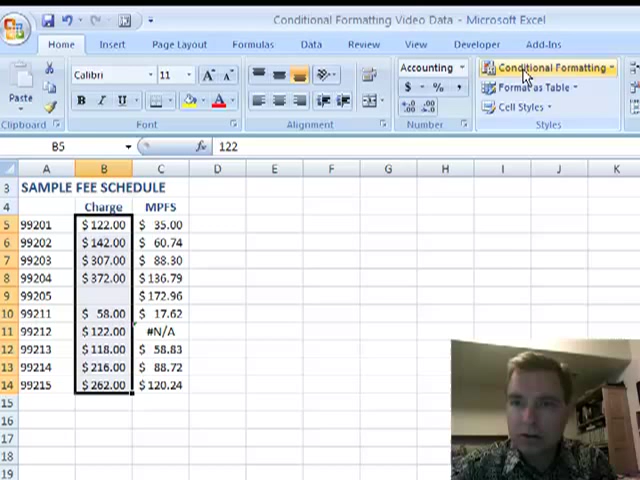 Conditional Formatting Video Data - Microsoft Excel
Home Insert Page Layout Formulas Data Review View Developer Add-Ins
Paste
Calibri 11 A A
B I U A
Accounting
$ % ,
Conditional Formatting
Format as Table
Cell Styles
Clipboard Font Alignment Number Styles
B5 fx 122
A B C D E F G H I J K
3 SAMPLE FEE SCHEDULE
4 Charge MPFS
5 99201 $ 122.00 $ 35.00
6 99202 $ 142.00 $ 60.74
7 99203 $ 307.00 $ 88.30
8 99204 $ 372.00 $ 136.79
9 99205 $ 172.96
10 99211 $ 58.00 $ 17.62
11 99212 $ 122.00 #N/A
12 99213 $ 118.00 $ 58.83
13 99214 $ 216.00 $ 88.72
14 99215 $ 262.00 $ 120.24
15
16
17
18
19